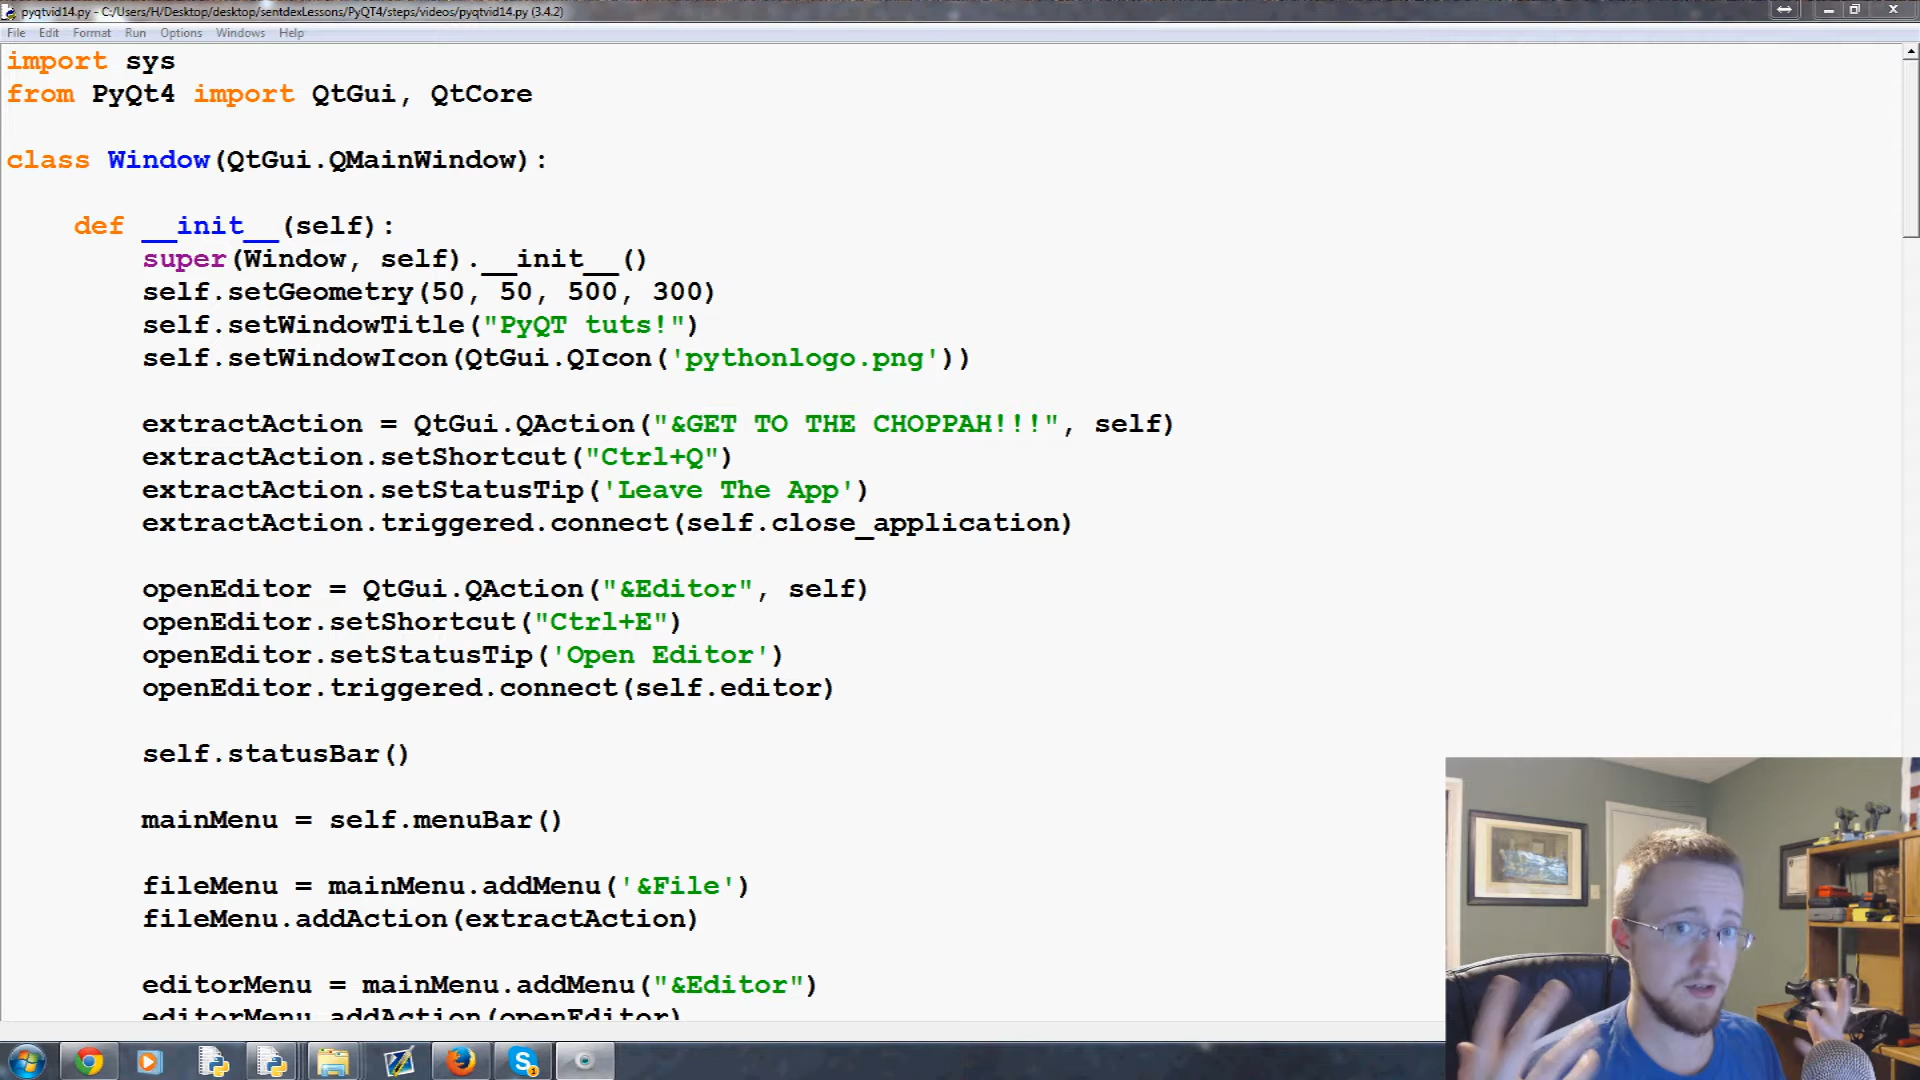 pyqtvid14.py - C:/Users/H/Desktop/desktop/sentdexLessons/PyQT4/steps/videos/pyqtvid14.py (3.4.2)
File Edit Format Run Options Windows Help
import sys
from PyQt4 import QtGui, QtCore
class Window(QtGui.QMainWindow):
def __init__(self):
super(Window, self).__init__()
self.setGeometry(50, 50, 500, 300)
self.setWindowTitle("PyQT tuts!")
self.setWindowIcon(QtGui.QIcon('pythonlogo.png'))
extractAction = QtGui.QAction("&GET TO THE CHOPPAH!!!", self)
extractAction.setShortcut("Ctrl+Q")
extractAction.setStatusTip('Leave The App')
extractAction.triggered.connect(self.close_application)
openEditor = QtGui.QAction("&Editor", self)
openEditor.setShortcut("Ctrl+E")
openEditor.setStatusTip('Open Editor')
openEditor.triggered.connect(self.editor)
self.statusBar()
mainMenu = self.menuBar()
fileMenu = mainMenu.addMenu('&File')
fileMenu.addAction(extractAction)
editorMenu = mainMenu.addMenu("&Editor")
editorMenu.addAction(openEditor)